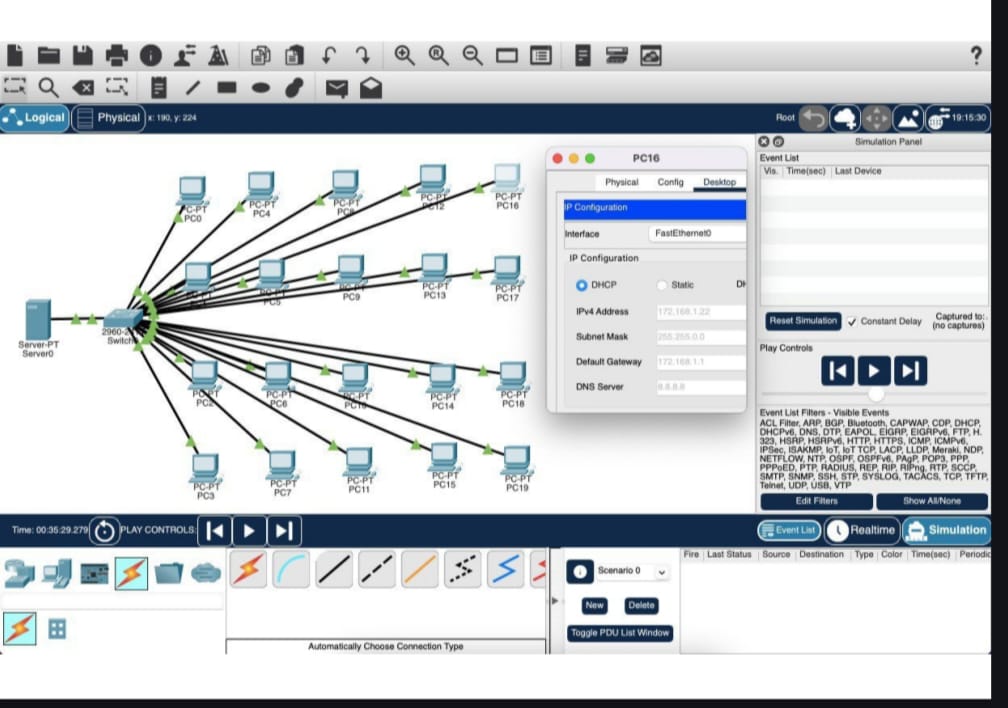 ?
Logical
Physical
x: 190, y: 224
Root
19:15:30
PC-PT
PC0
PC-PT
PC4
PC-PT
PC-PT
PC12
PC-PT
PC16
PC-PT
PC5
PC-PT
PC9
PC-PT
PC13
PC-PT
PC17
Server-PT
Server0
2960-2
Switch
PC-PT
PC2
PC-PT
PC6
PC-PT
PC-PT
PC14
PC-PT
PC18
PC-PT
PC3
PC-PT
PC7
PC-PT
PC11
PC-PT
PC15
PC-PT
PC19
PC16
Physical
Config
Desktop
IP Configuration
Interface
FastEthernet0
IP Configuration
DHCP
Static
DH
IPv4 Address
172.168.1.22
Subnet Mask
255.255.0.0
Default Gateway
172.168.1.1
DNS Server
8.8.8.8
Simulation Panel
Event List
Vis.
Time(sec)
Last Device
Reset Simulation
Constant Delay
Captured to:
(no captures)
Play Controls
Event List Filters - Visible Events
ACL Filter, ARP, BGP, Bluetooth, CAPWAP, CDP, DHCP,
DHCPv6, DNS, DTP, EAPOL, EIGRP, EIGRPv6, FTP, H.
323, HSRP, HSRPv6, HTTP, HTTPS, ICMP, ICMPv6,
IPSec, ISAKMP, IoT, IoT TCP, LACP, LLDP, Meraki, NDP,
NETFLOW, NTP, OSPF, OSPFv6, PAgP, POP3, PPP,
PPPoED, PTP, RADIUS, REP, RIP, RIPng, RTP, SCCP,
SMTP, SNMP, SSH, STP, SYSLOG, TACACS, TCP, TFTP,
Telnet, UDP, USB, VTP
Edit Filters
Show All/None
Time: 00:35:29.279
PLAY CONTROLS:
Event List
Realtime
Simulation
Scenario 0
New
Delete
Toggle PDU List Window
Fire
Last Status
Source
Destination
Type
Color
Time(sec)
Periodic
Automatically Choose Connection Type